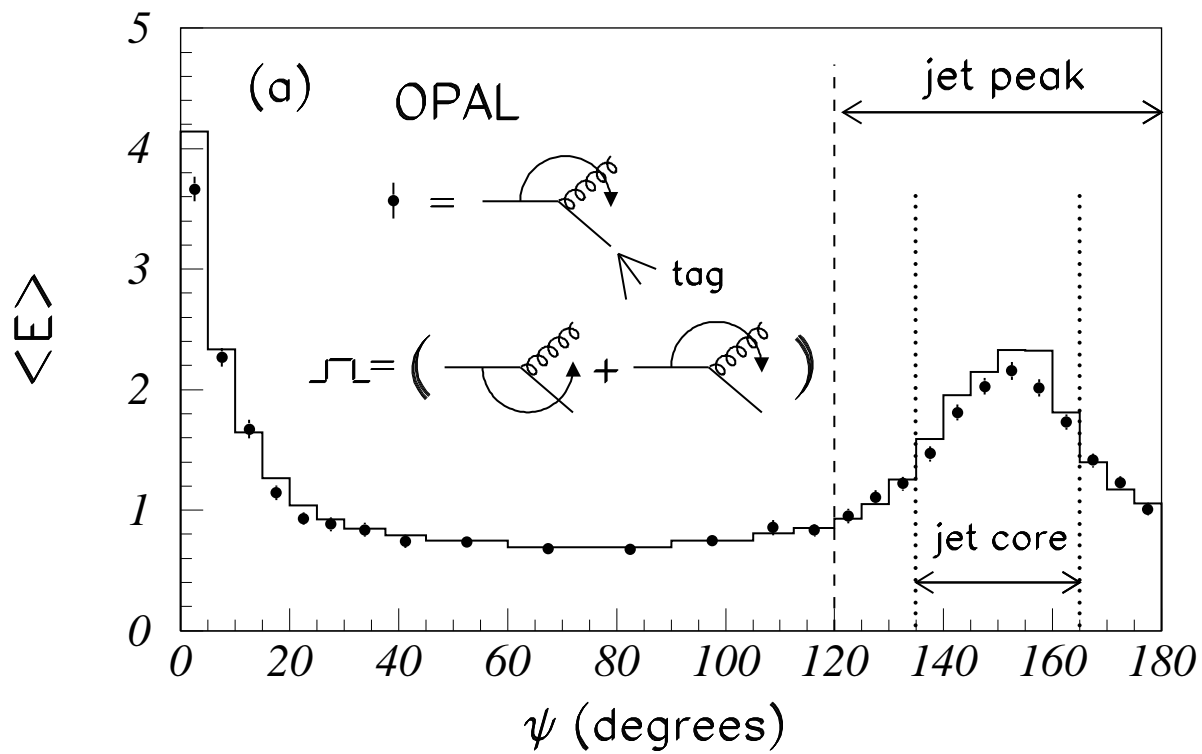 (a) OPAL
jet peak
=
tag
= ( + )
jet core
<E>
5
4
3
2
1
0
0 20 40 60 80 100 120 140 160 180
ψ (degrees)